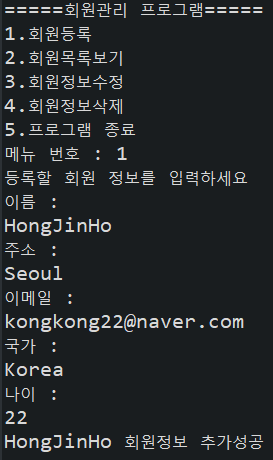 =====회원관리 프로그램=====
1.회원등록
2.회원목록보기
3.회원정보수정
4.회원정보삭제
5.프로그램 종료
메뉴 번호 : 1
등록할 회원 정보를 입력하세요
이름 :
HongJinHo
주소 :
Seoul
이메일 :
kongkong22@naver.com
국가 :
Korea
나이 :
22
HongJinHo 회원정보 추가성공